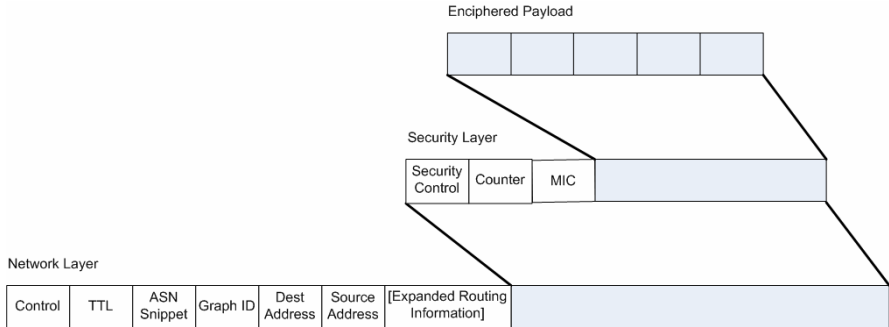 Enciphered Payload
Security Layer
Security
Control
Counter
MIC
Network Layer
Control
TTL
ASN
Snippet
Graph ID
Dest
Address
Source
Address
[Expanded Routing
Information]